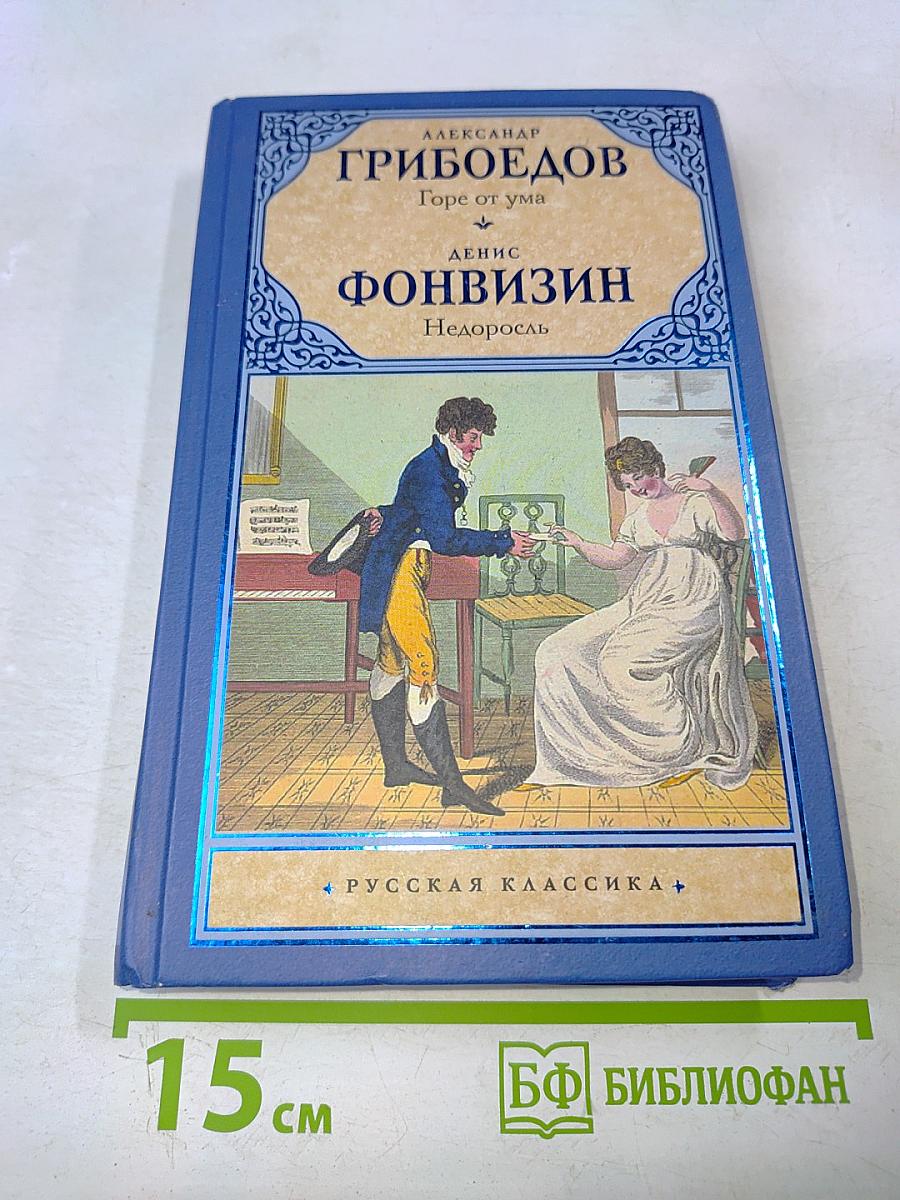 АЛЕКСАНДР
ГРИБОЕДОВ
Горе от ума
ДЕНИС
ФОНВИЗИН
Недоросль
РУССКАЯ КЛАССИКА
15 см
БФ БИБЛИОФАН